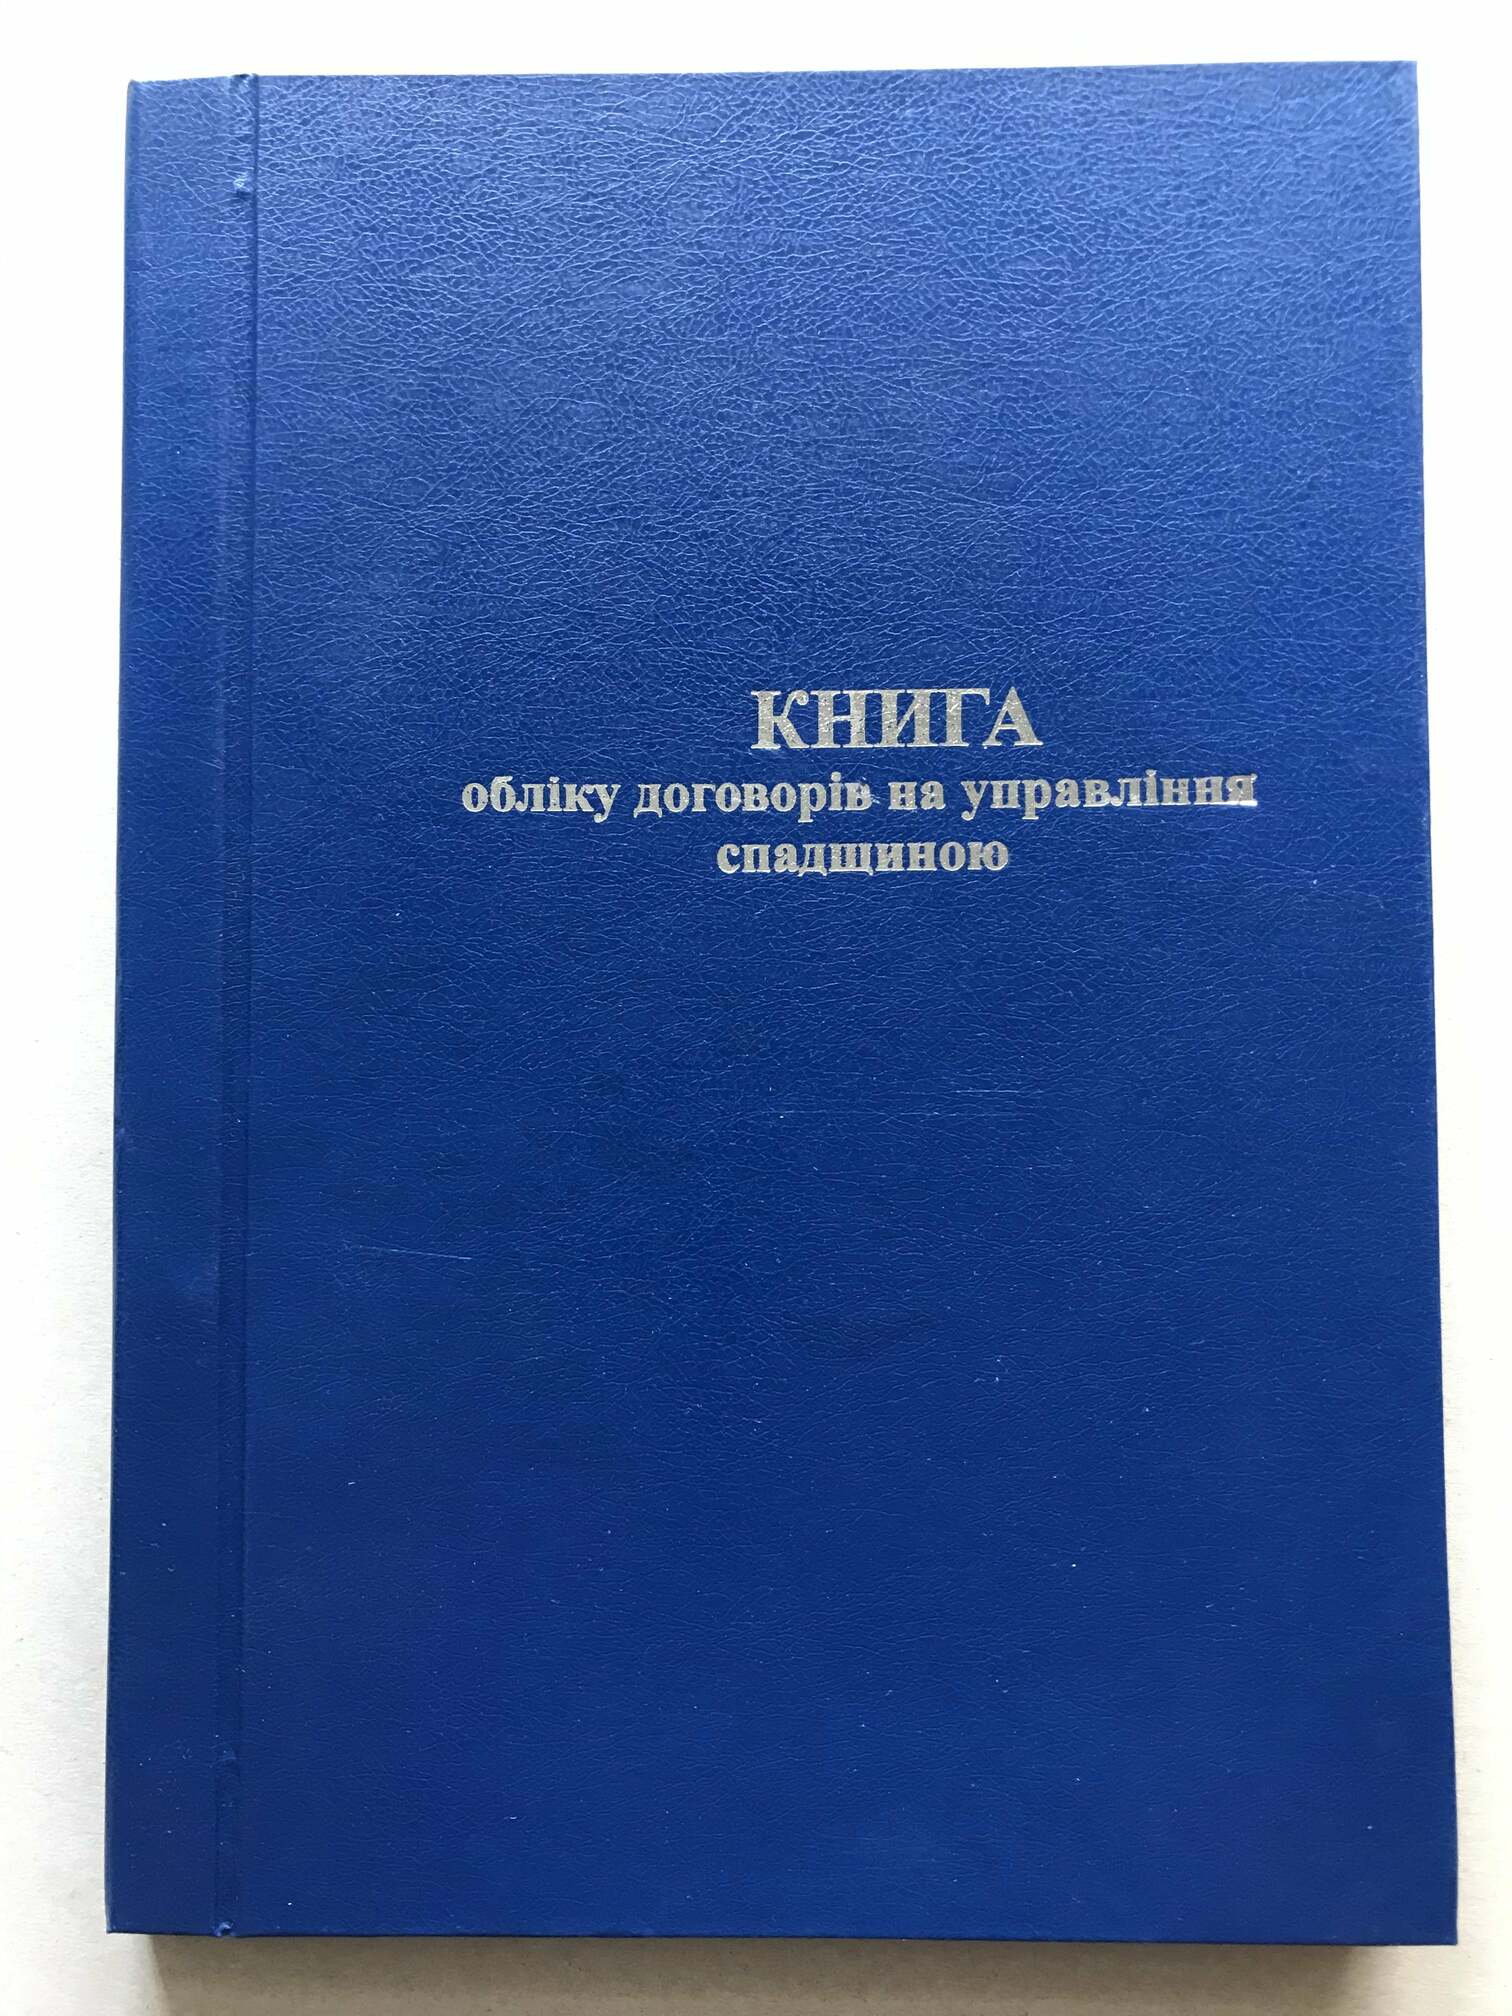 КНИГА
обліку договорів на управління
спадщиною